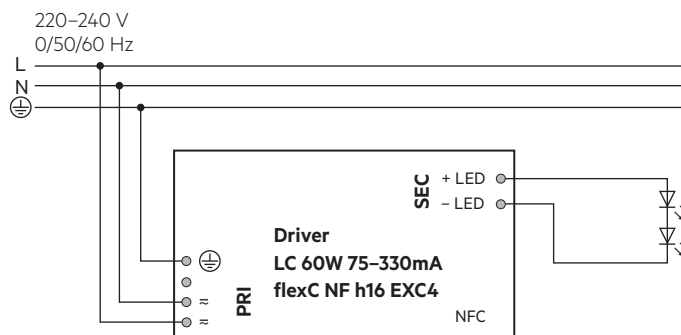 220–240 V
0/50/60 Hz
L
N
+ LED
SEC
– LED
Driver
LC 60W 75–330mA
flexC NF h16 EXC4
PRI
≂
≂
NFC